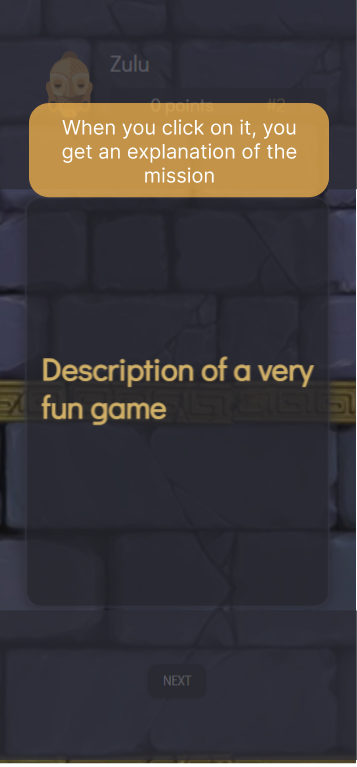 Zulu
0 points #2
When you click on it, you
get an explanation of the
mission
Description of a very
fun game
NEXT